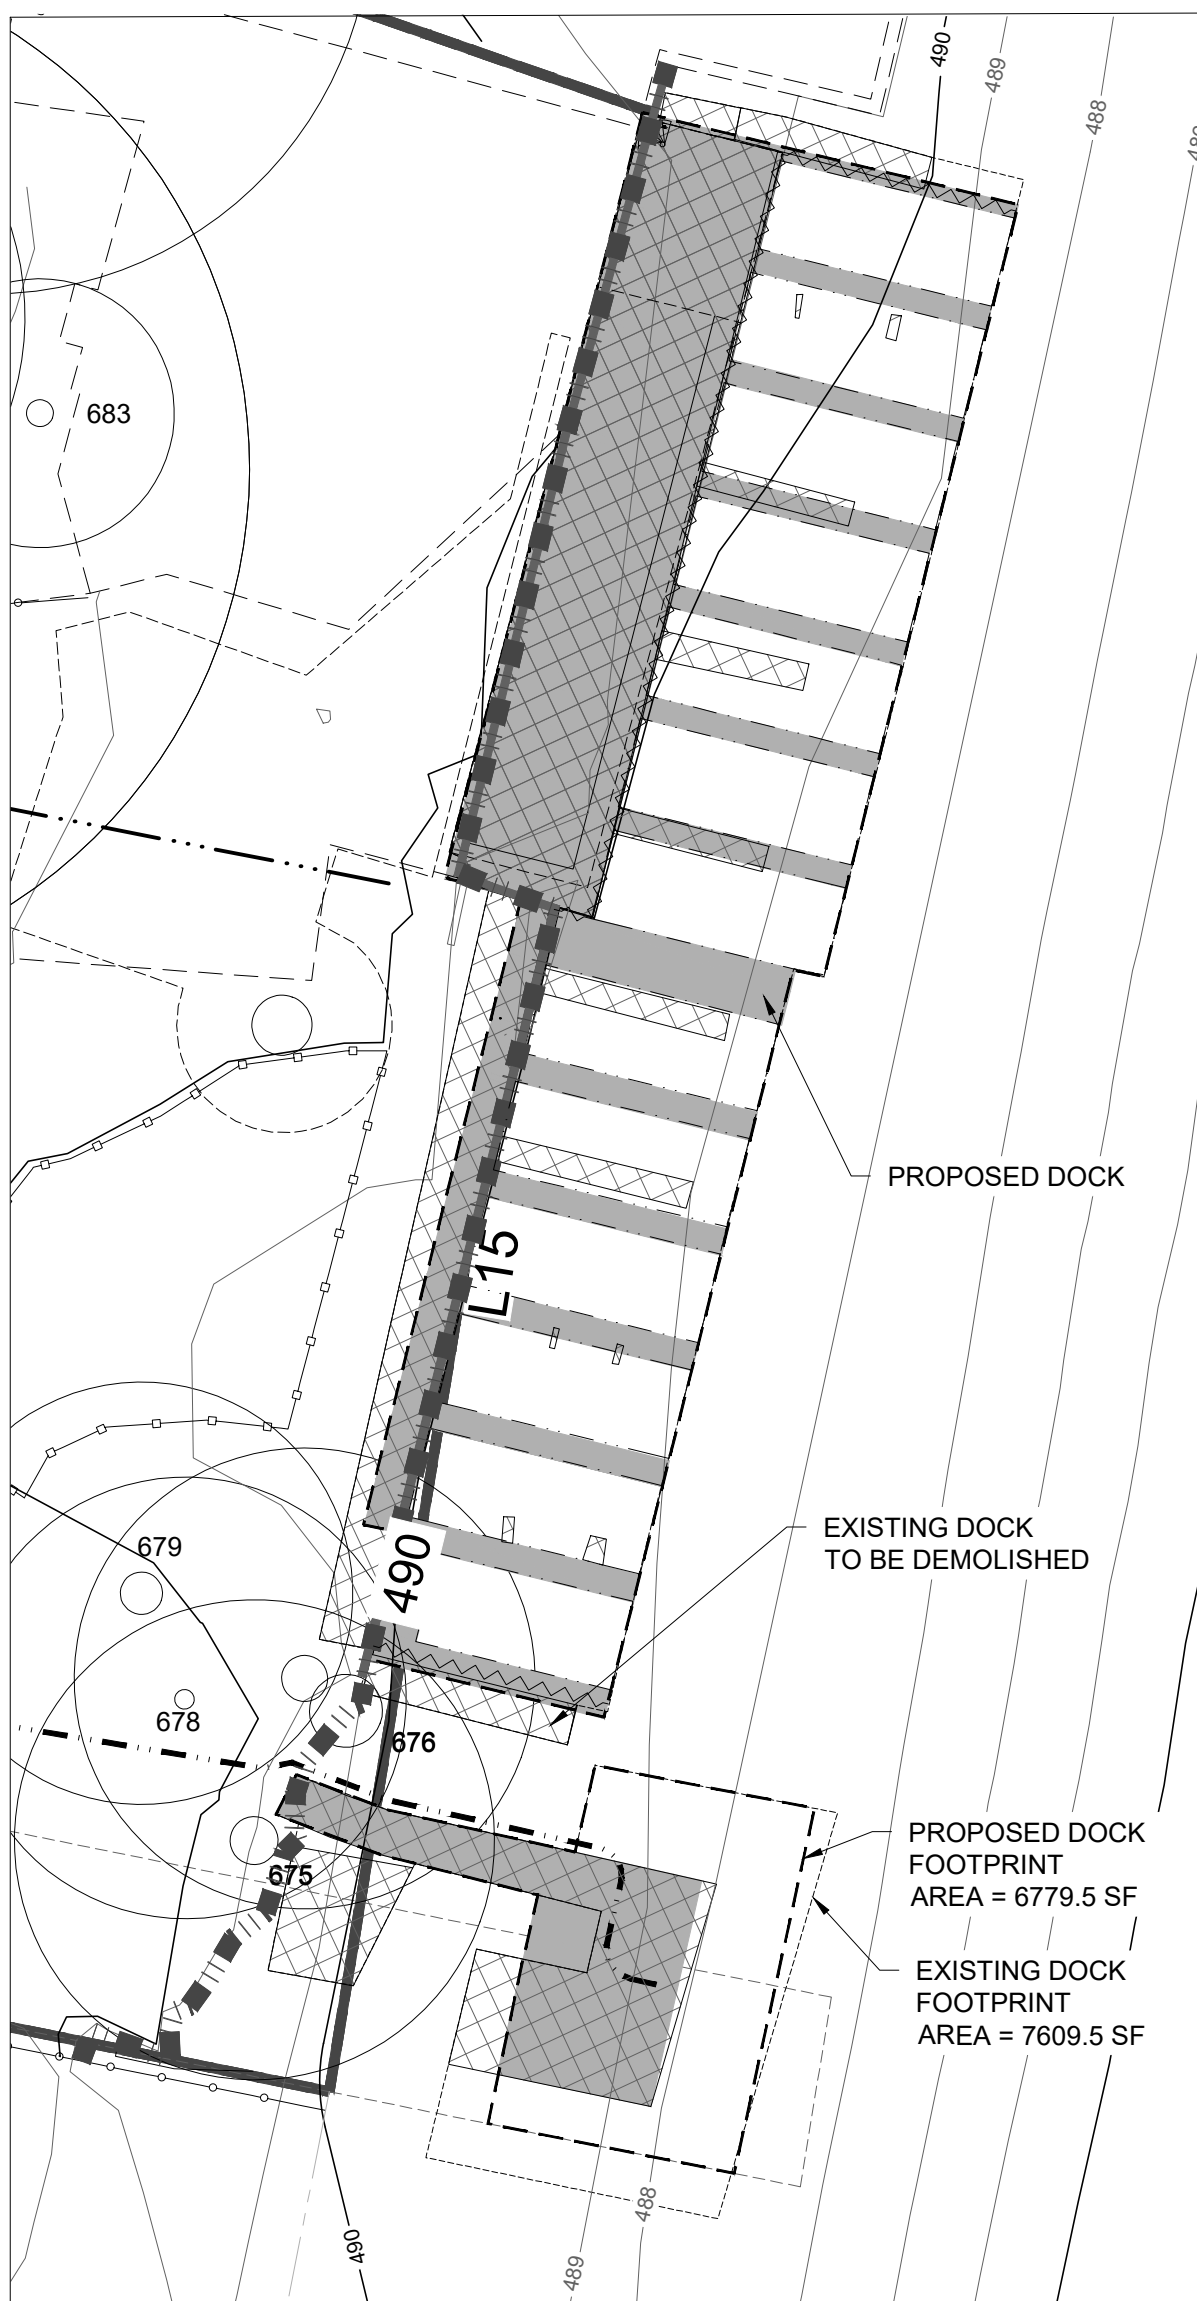 490
489
488
683
PROPOSED DOCK
L 15
EXISTING DOCK
TO BE DEMOLISHED
679
490
678
676
PROPOSED DOCK
FOOTPRINT
AREA = 6779.5 SF
675
EXISTING DOCK
FOOTPRINT
AREA = 7609.5 SF
488
490
489